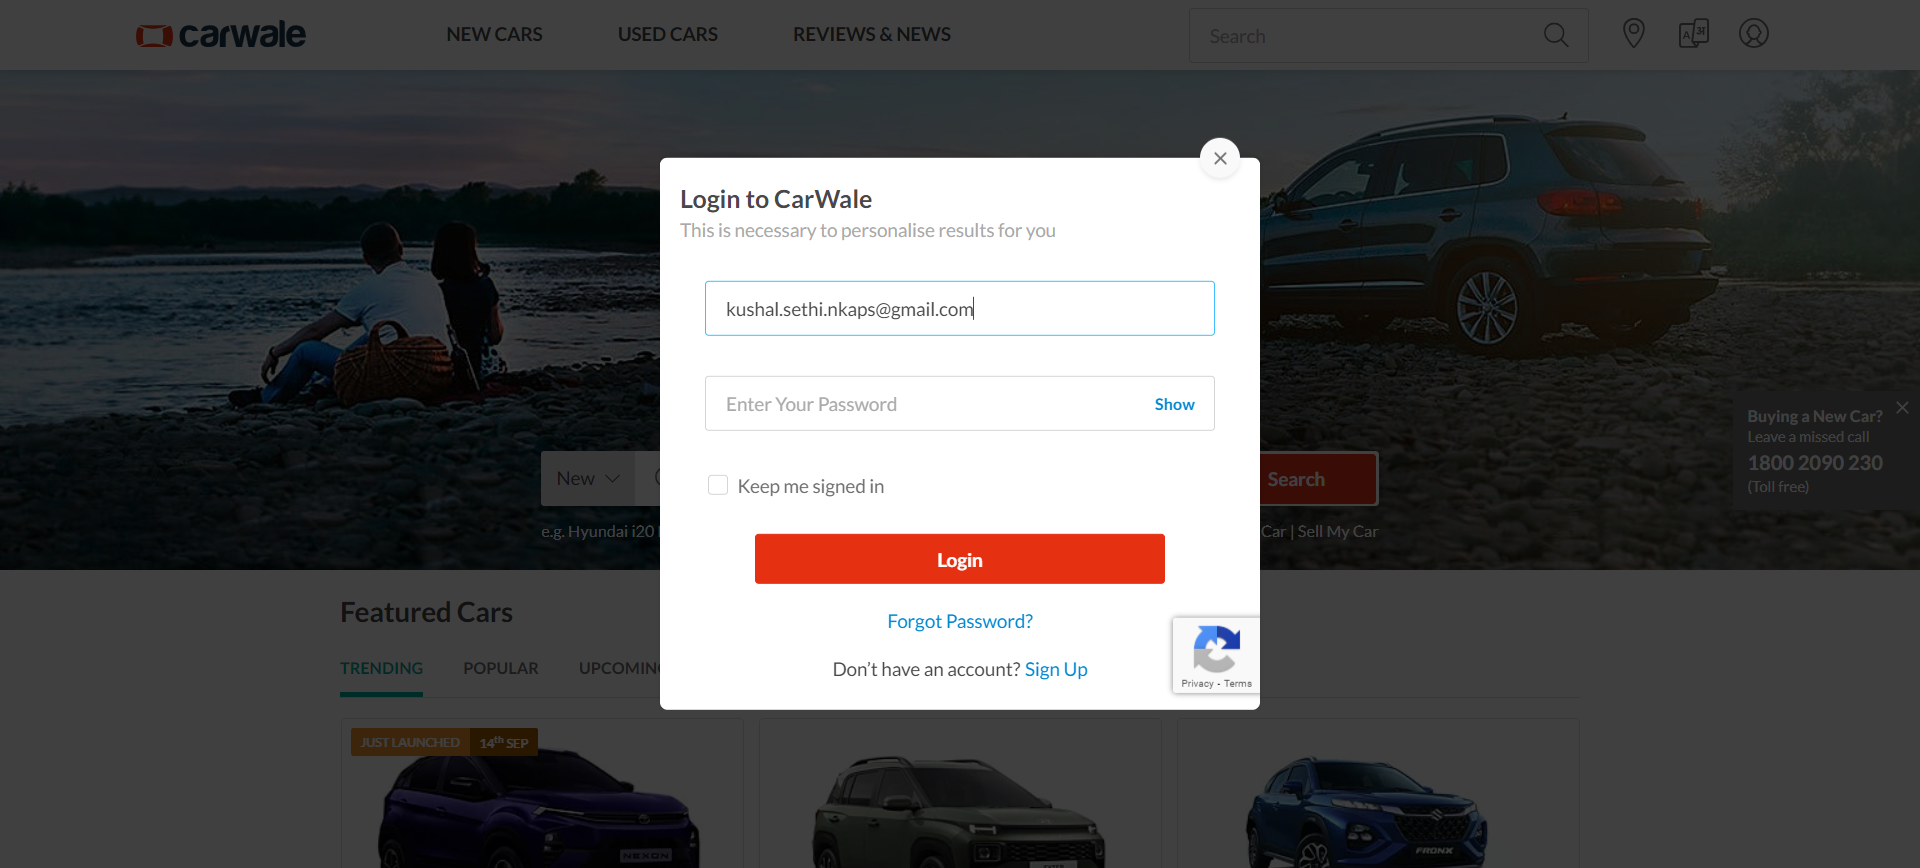 carwale
NEW CARS
USED CARS
REVIEWS & NEWS
Search
A अ
Login to CarWale
This is necessary to personalise results for you
kushal.sethi.nkaps@gmail.com
Enter Your Password
Show
Keep me signed in
Login
Forgot Password?
Don't have an account? Sign Up
Privacy - Terms
Buying a New Car?
Leave a missed call
1800 2090 230
(Toll free)
New
Search
e.g. Hyundai i20
Car | Sell My Car
Featured Cars
TRENDING
POPULAR
UPCOMING
JUST LAUNCHED 14th SEP
NEXON
EXTER
FRONX